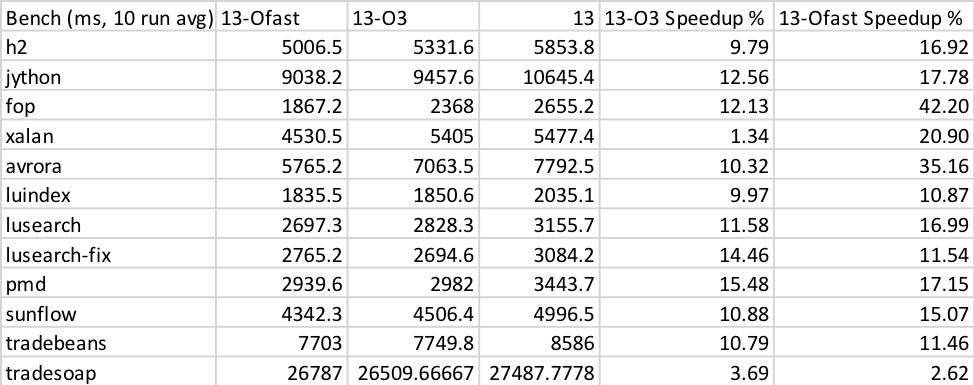 Bench (ms, 10 run avg) 13-Ofast 13-O3 13 13-O3 Speedup % 13-Ofast Speedup %
h2 5006.5 5331.6 5853.8 9.79 16.92
jython 9038.2 9457.6 10645.4 12.56 17.78
fop 1867.2 2368 2655.2 12.13 42.20
xalan 4530.5 5405 5477.4 1.34 20.90
avrora 5765.2 7063.5 7792.5 10.32 35.16
luindex 1835.5 1850.6 2035.1 9.97 10.87
lusearch 2697.3 2828.3 3155.7 11.58 16.99
lusearch-fix 2765.2 2694.6 3084.2 14.46 11.54
pmd 2939.6 2982 3443.7 15.48 17.15
sunflow 4342.3 4506.4 4996.5 10.88 15.07
tradebeans 7703 7749.8 8586 10.79 11.46
tradesoap 26787 26509.66667 27487.7778 3.69 2.62